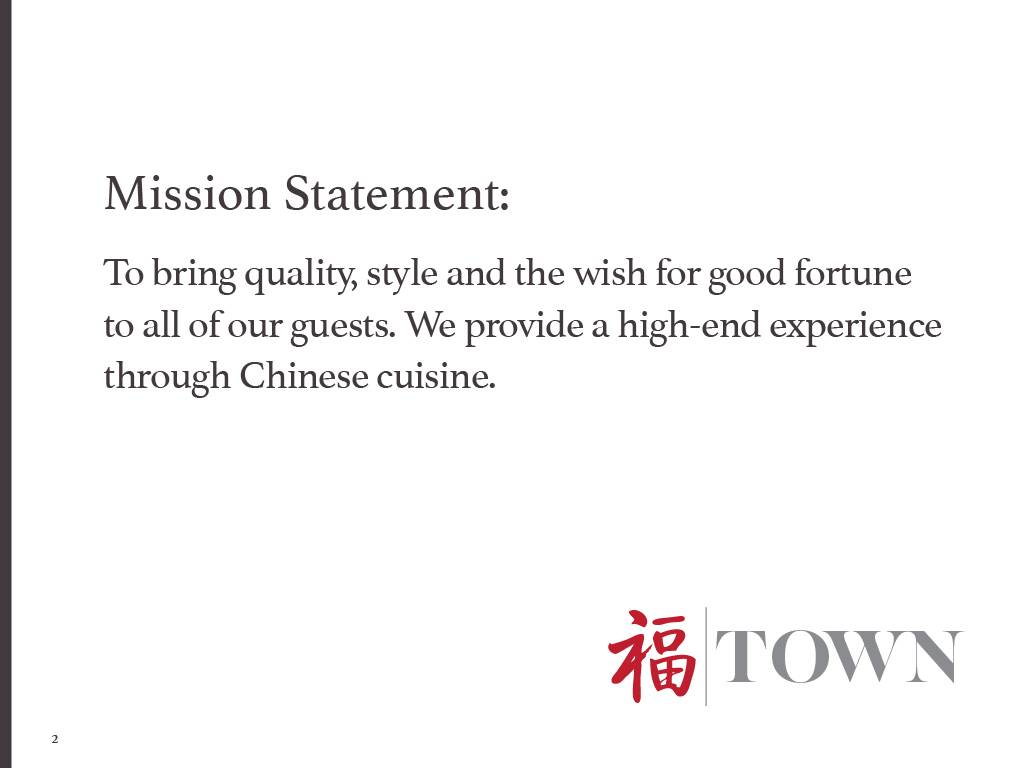 Mission Statement:
To bring quality, style and the wish for good fortune
to all of our guests. We provide a high-end experience
through Chinese cuisine.
福 TOWN
2